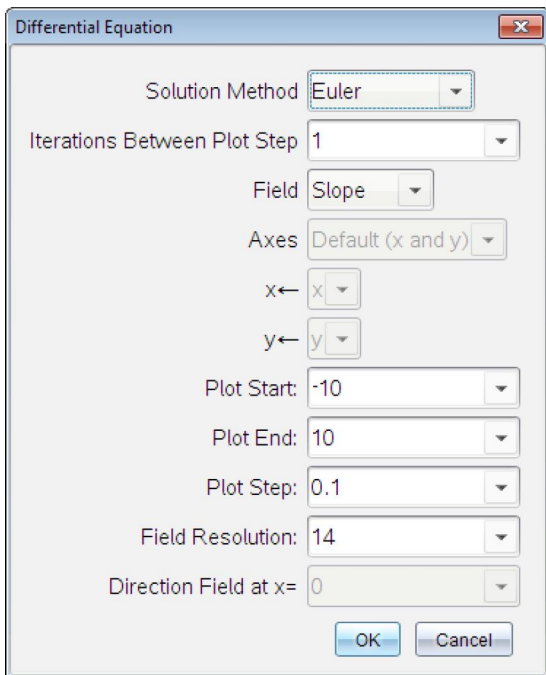 Differential Equation
Solution Method Euler
Iterations Between Plot Step 1
Field Slope
Axes Default (x and y)
x← x
y← y
Plot Start: -10
Plot End: 10
Plot Step: 0.1
Field Resolution: 14
Direction Field at x= 0
OK Cancel